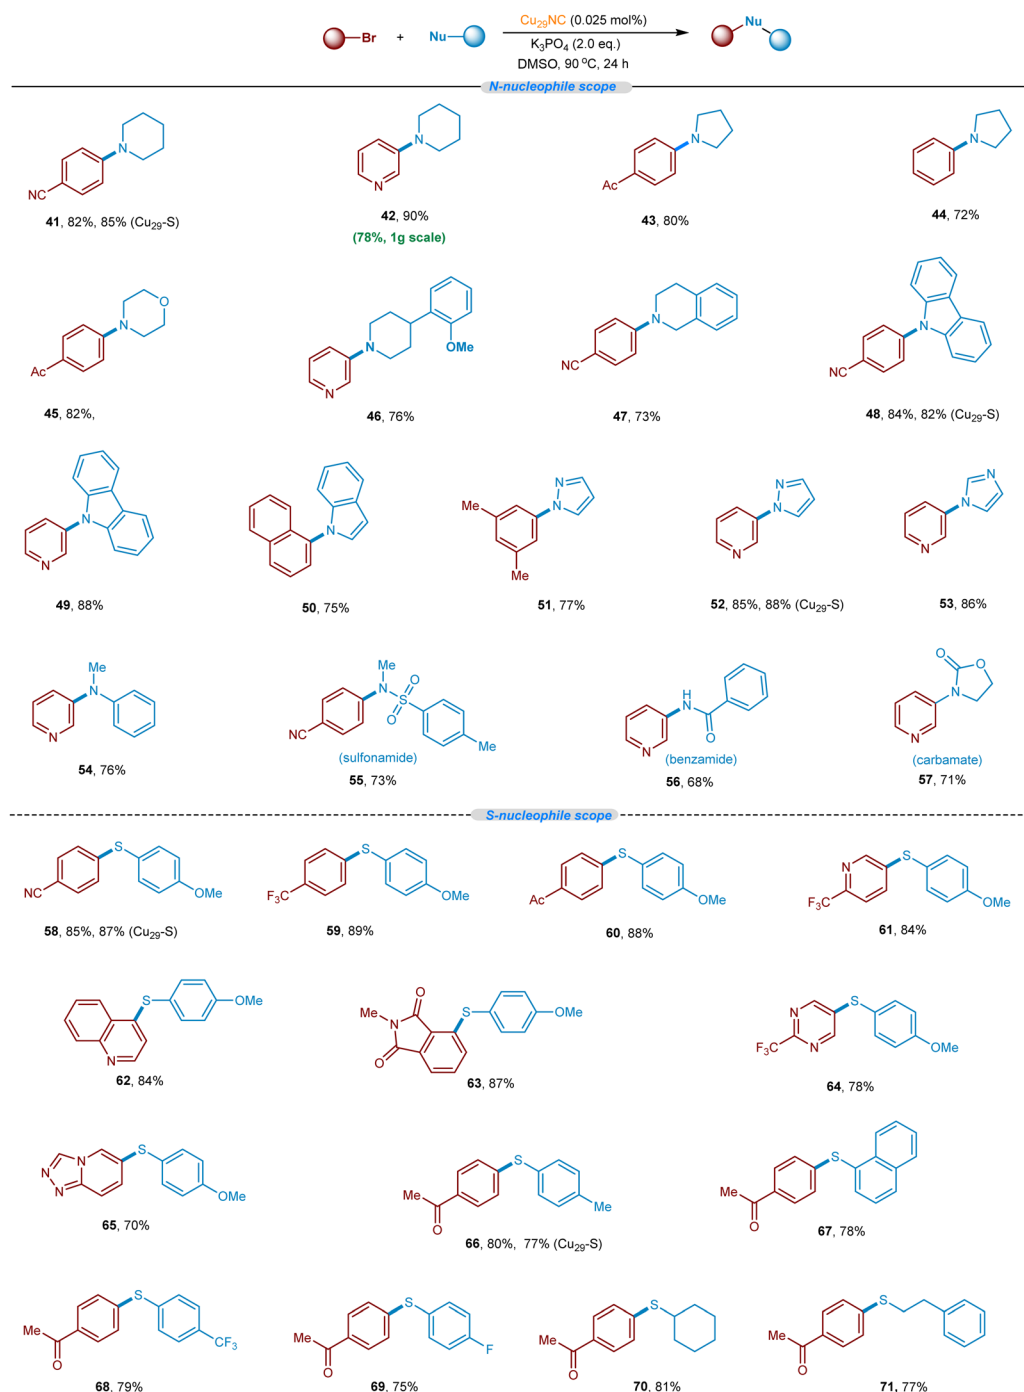 Cu29NC (0.025 mol%)
Br + Nu Nu
K3PO4 (2.0 eq.)
DMSO, 90 °C, 24 h
N-nucleophile scope
N NC
N N
N Ac
N
41, 82%, 85% (Cu29-S)
42, 90%
(78%, 1g scale)
43, 80%
44, 72%
O N Ac
N OMe N
N NC
N NC
45, 82%,
46, 76%
47, 73%
48, 84%, 82% (Cu29-S)
N N
N
Me N N Me
N N N
N N N
49, 88%
50, 75%
51, 77%
52, 85%, 88% (Cu29-S)
53, 86%
Me N N
Me N O S O NC Me
H N O N
O O N N
(sulfonamide)
(benzamide)
(carbamate)
54, 76%
55, 73%
56, 68%
57, 71%
S-nucleophile scope
S NC OMe
S F3C OMe
S Ac OMe
N S F3C OMe
58, 85%, 87% (Cu29-S)
59, 89%
60, 88%
61, 84%
S OMe N
O Me N S OMe O
N S F3C N OMe
62, 84%
63, 87%
64, 78%
S N N N OMe
S Me Me O
S Me O
65, 70%
66, 80%, 77% (Cu29-S)
67, 78%
S Me O CF3
S Me O F
S Me O
S Me O
68, 79%
69, 75%
70, 81%
71, 77%